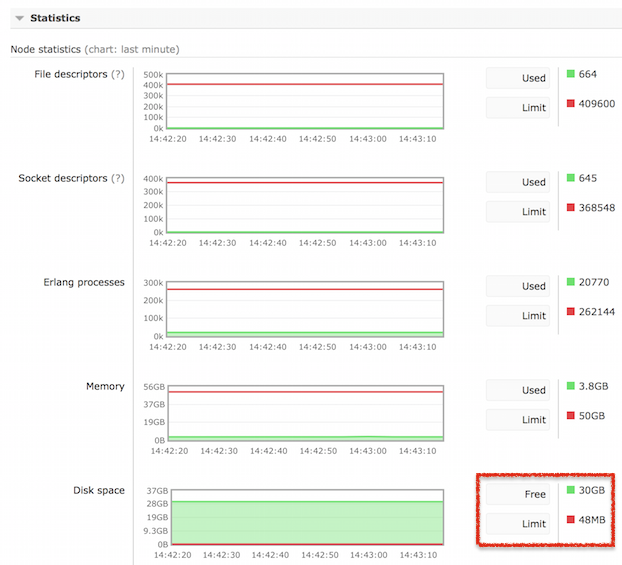 Statistics
Node statistics (chart: last minute)
File descriptors (?)
500k
400k
300k
200k
100k
0k
14:42:20 14:42:30 14:42:40 14:42:50 14:43:00 14:43:10
Used 664
Limit 409600
Socket descriptors (?)
400k
300k
200k
100k
0k
14:42:20 14:42:30 14:42:40 14:42:50 14:43:00 14:43:10
Used 645
Limit 368548
Erlang processes
300k
200k
100k
0k
14:42:20 14:42:30 14:42:40 14:42:50 14:43:00 14:43:10
Used 20770
Limit 262144
Memory
56GB
37GB
19GB
0B
14:42:20 14:42:30 14:42:40 14:42:50 14:43:00 14:43:10
Used 3.8GB
Limit 50GB
Disk space
37GB
28GB
19GB
9.3GB
0B
14:42:20 14:42:30 14:42:40 14:42:50 14:43:00 14:43:10
Free 30GB
Limit 48MB